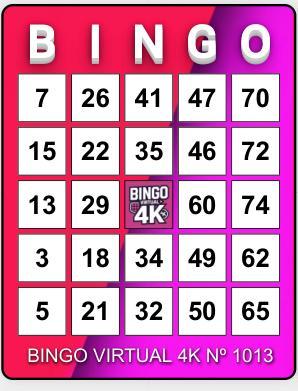 B I N G O
7 26 41 47 70
15 22 35 46 72
13 29 BINGO VIRTUAL 4K 60 74
3 18 34 49 62
5 21 32 50 65
BINGO VIRTUAL 4K Nº 1013